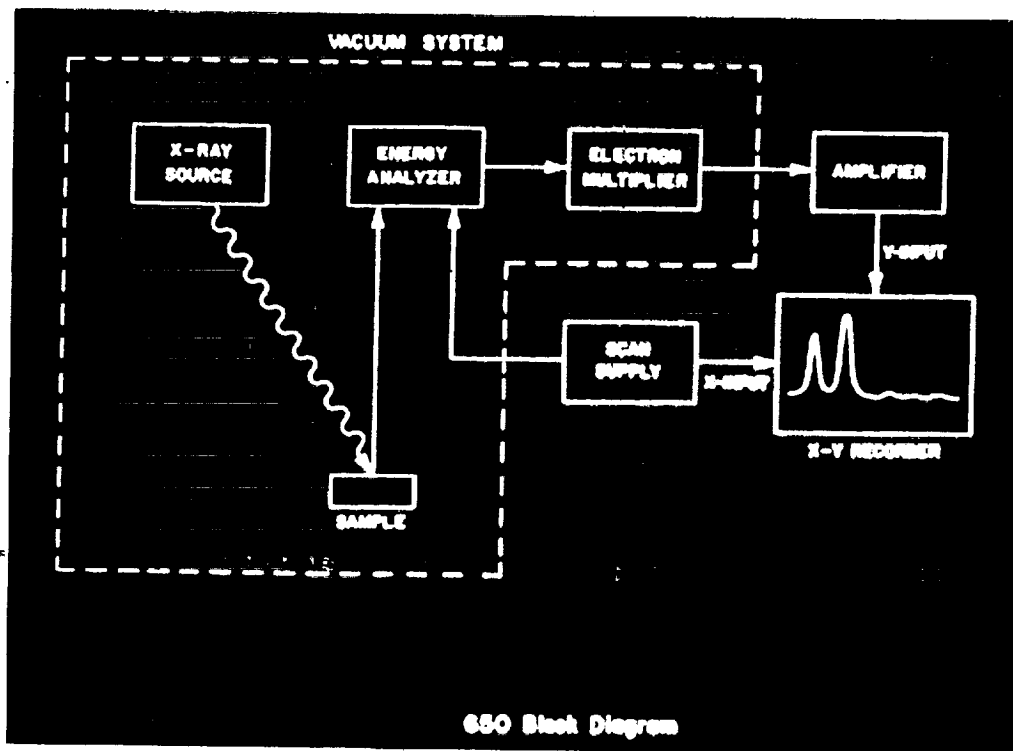 VACUUM SYSTEM
X-RAY
SOURCE
ENERGY
ANALYZER
ELECTRON
MULTIPLIER
AMPLIFIER
Y-INPUT
SCAN
SUPPLY
X-INPUT
X-Y RECORDER
SAMPLE
650 Block Diagram